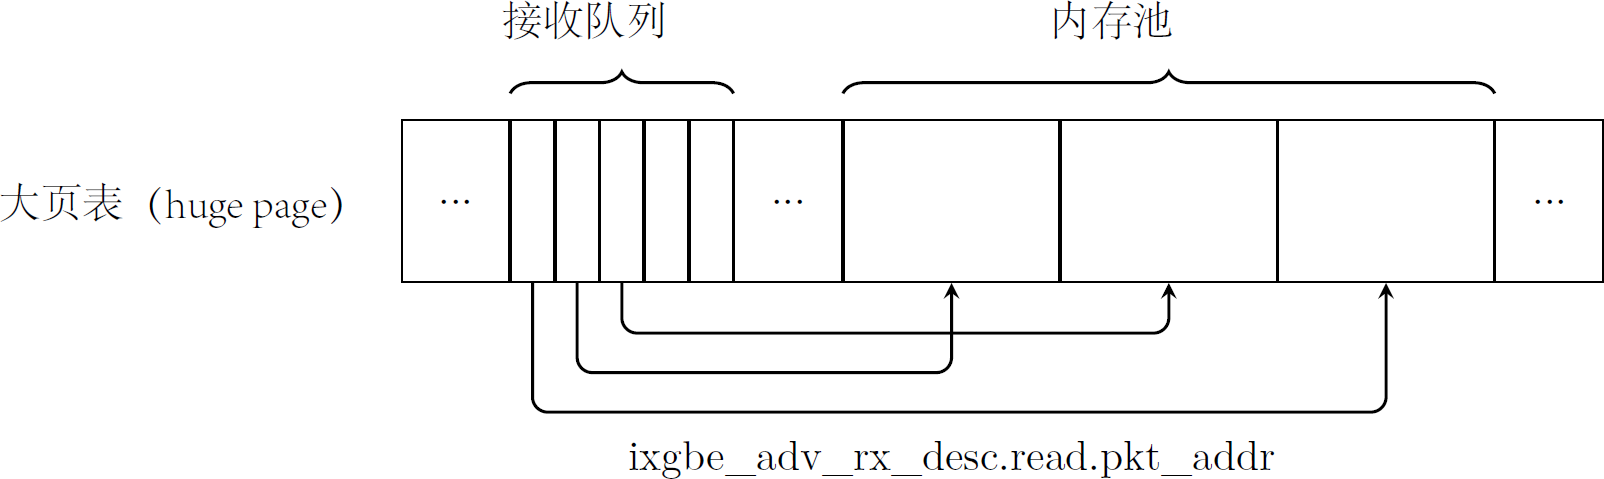 接收队列
内存池
大页表（huge page）
...
...
...
ixgbe_adv_rx_desc.read.pkt_addr